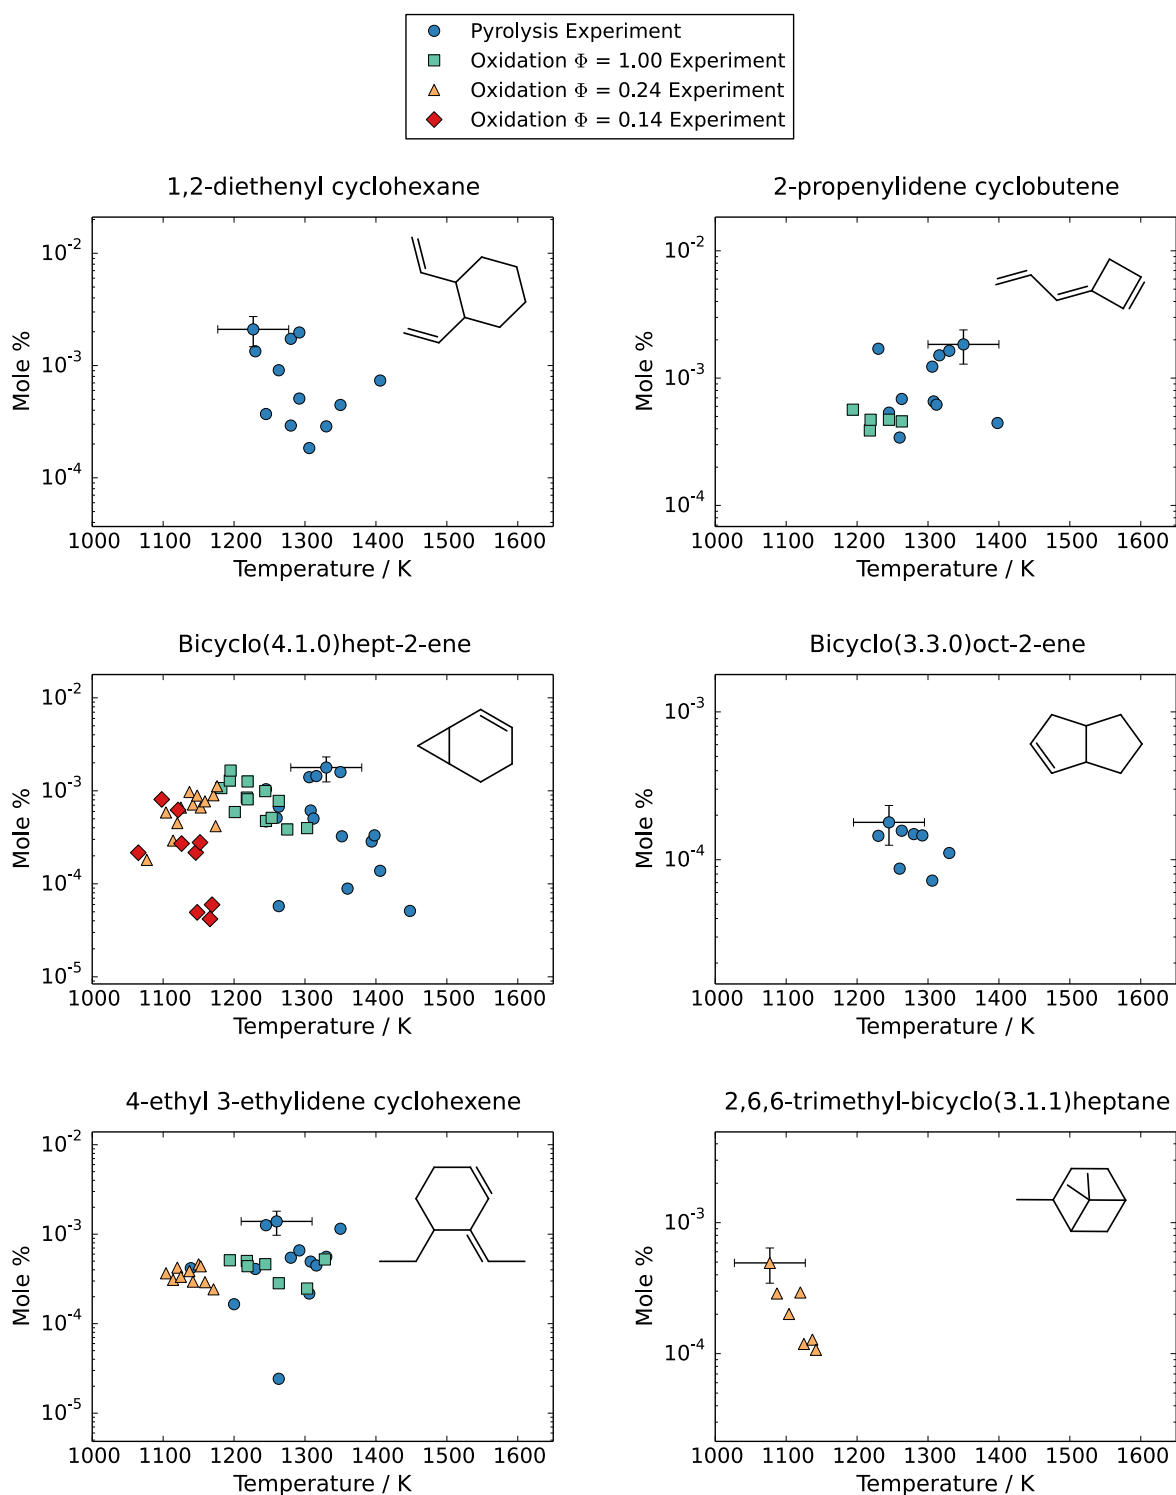 Pyrolysis Experiment
Oxidation Φ = 1.00 Experiment
Oxidation Φ = 0.24 Experiment
Oxidation Φ = 0.14 Experiment
1,2-diethenyl cyclohexane
10⁻²
10⁻³
10⁻⁴
Mole %
1000 1100 1200 1300 1400 1500 1600
Temperature / K
2-propenylidene cyclobutene
10⁻²
10⁻³
10⁻⁴
Mole %
1000 1100 1200 1300 1400 1500 1600
Temperature / K
Bicyclo(4.1.0)hept-2-ene
10⁻²
10⁻³
10⁻⁴
10⁻⁵
Mole %
1000 1100 1200 1300 1400 1500 1600
Temperature / K
Bicyclo(3.3.0)oct-2-ene
10⁻³
10⁻⁴
Mole %
1000 1100 1200 1300 1400 1500 1600
Temperature / K
4-ethyl 3-ethylidene cyclohexene
10⁻²
10⁻³
10⁻⁴
10⁻⁵
Mole %
1000 1100 1200 1300 1400 1500 1600
Temperature / K
2,6,6-trimethyl-bicyclo(3.1.1)heptane
10⁻³
10⁻⁴
Mole %
1000 1100 1200 1300 1400 1500 1600
Temperature / K